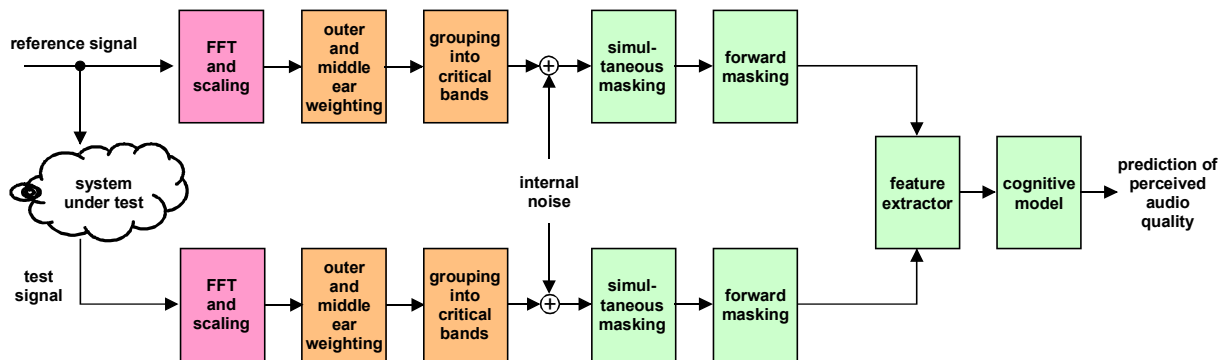 reference signal
FFT
and
scaling
outer
and
middle
ear
weighting
grouping
into
critical
bands
simul-
taneous
masking
forward
masking
system
under test
internal
noise
feature
extractor
cognitive
model
prediction of
perceived
audio
quality
test
signal
FFT
and
scaling
outer
and
middle
ear
weighting
grouping
into
critical
bands
simul-
taneous
masking
forward
masking